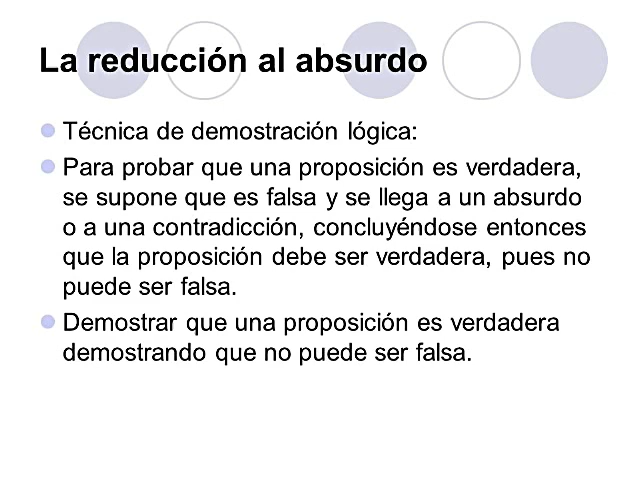 La reducción al absurdo
Técnica de demostración lógica:
Para probar que una proposición es verdadera,
se supone que es falsa y se llega a un absurdo
o a una contradicción, concluyéndose entonces
que la proposición debe ser verdadera, pues no
puede ser falsa.
Demostrar que una proposición es verdadera
demostrando que no puede ser falsa.